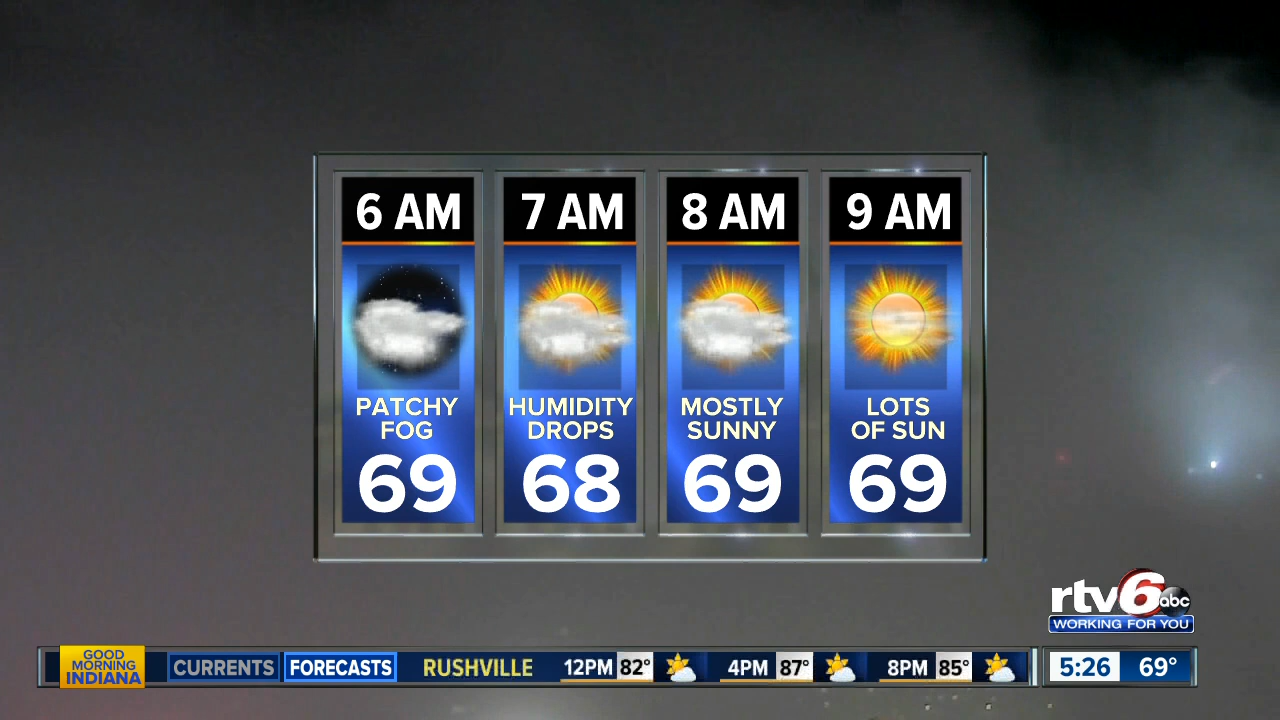 6 AM
7 AM
8 AM
9 AM
PATCHY
FOG
HUMIDITY
DROPS
MOSTLY
SUNNY
LOTS
OF SUN
69
68
69
69
rtv6 abc
WORKING FOR YOU
GOOD
MORNING
INDIANA
CURRENTS
FORECASTS
RUSHVILLE
12PM 82°
4PM 87°
8PM 85°
5:26
69°